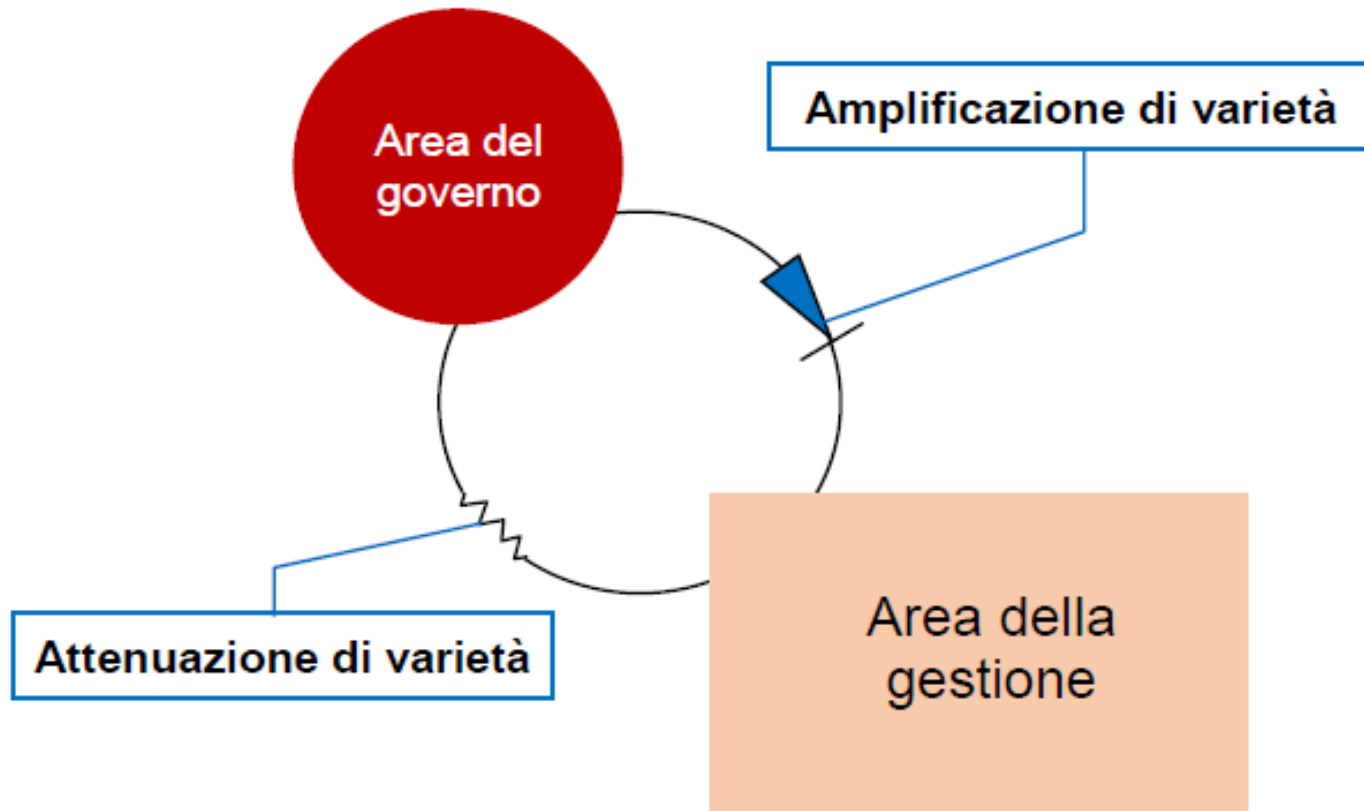 Area del
governo
Amplificazione di varietà
Attenuazione di varietà
Area della
gestione